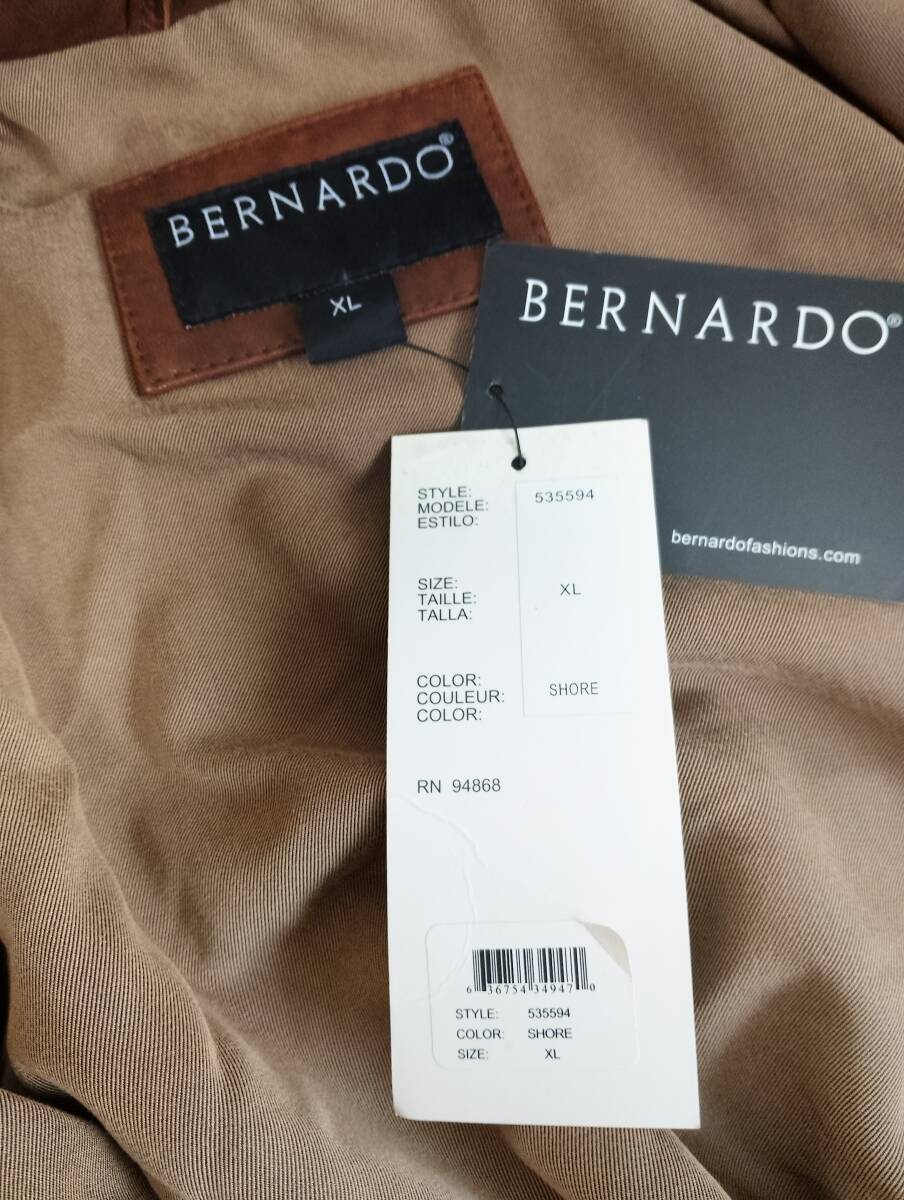 BERNARDO®
XL
BERNARDO®
bernardofashions.com
STYLE:
MODELE: 535594
ESTILO:
SIZE:
TAILLE: XL
TALLA:
COLOR:
COULEUR: SHORE
COLOR:
RN 94868
6 36754 34947 0
STYLE: 535594
COLOR: SHORE
SIZE: XL